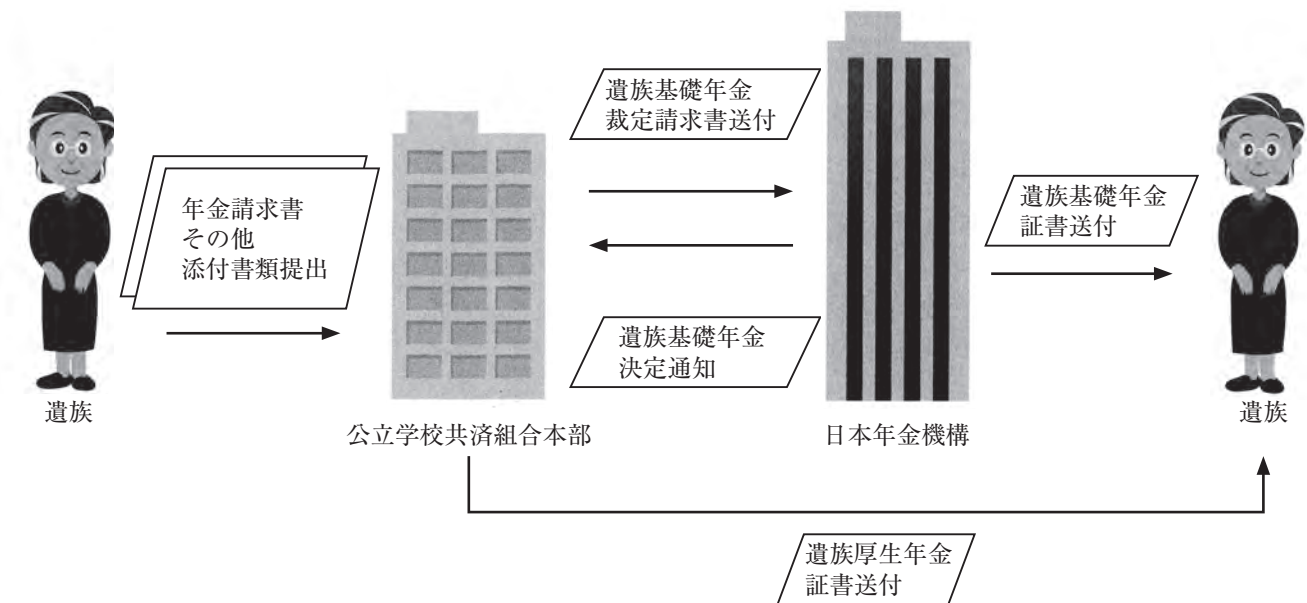 遺族基礎年金
裁定請求書送付
年金請求書
その他
添付書類提出
遺族基礎年金
証書送付
遺族基礎年金
決定通知
遺族
公立学校共済組合本部
日本年金機構
遺族
遺族厚生年金
証書送付